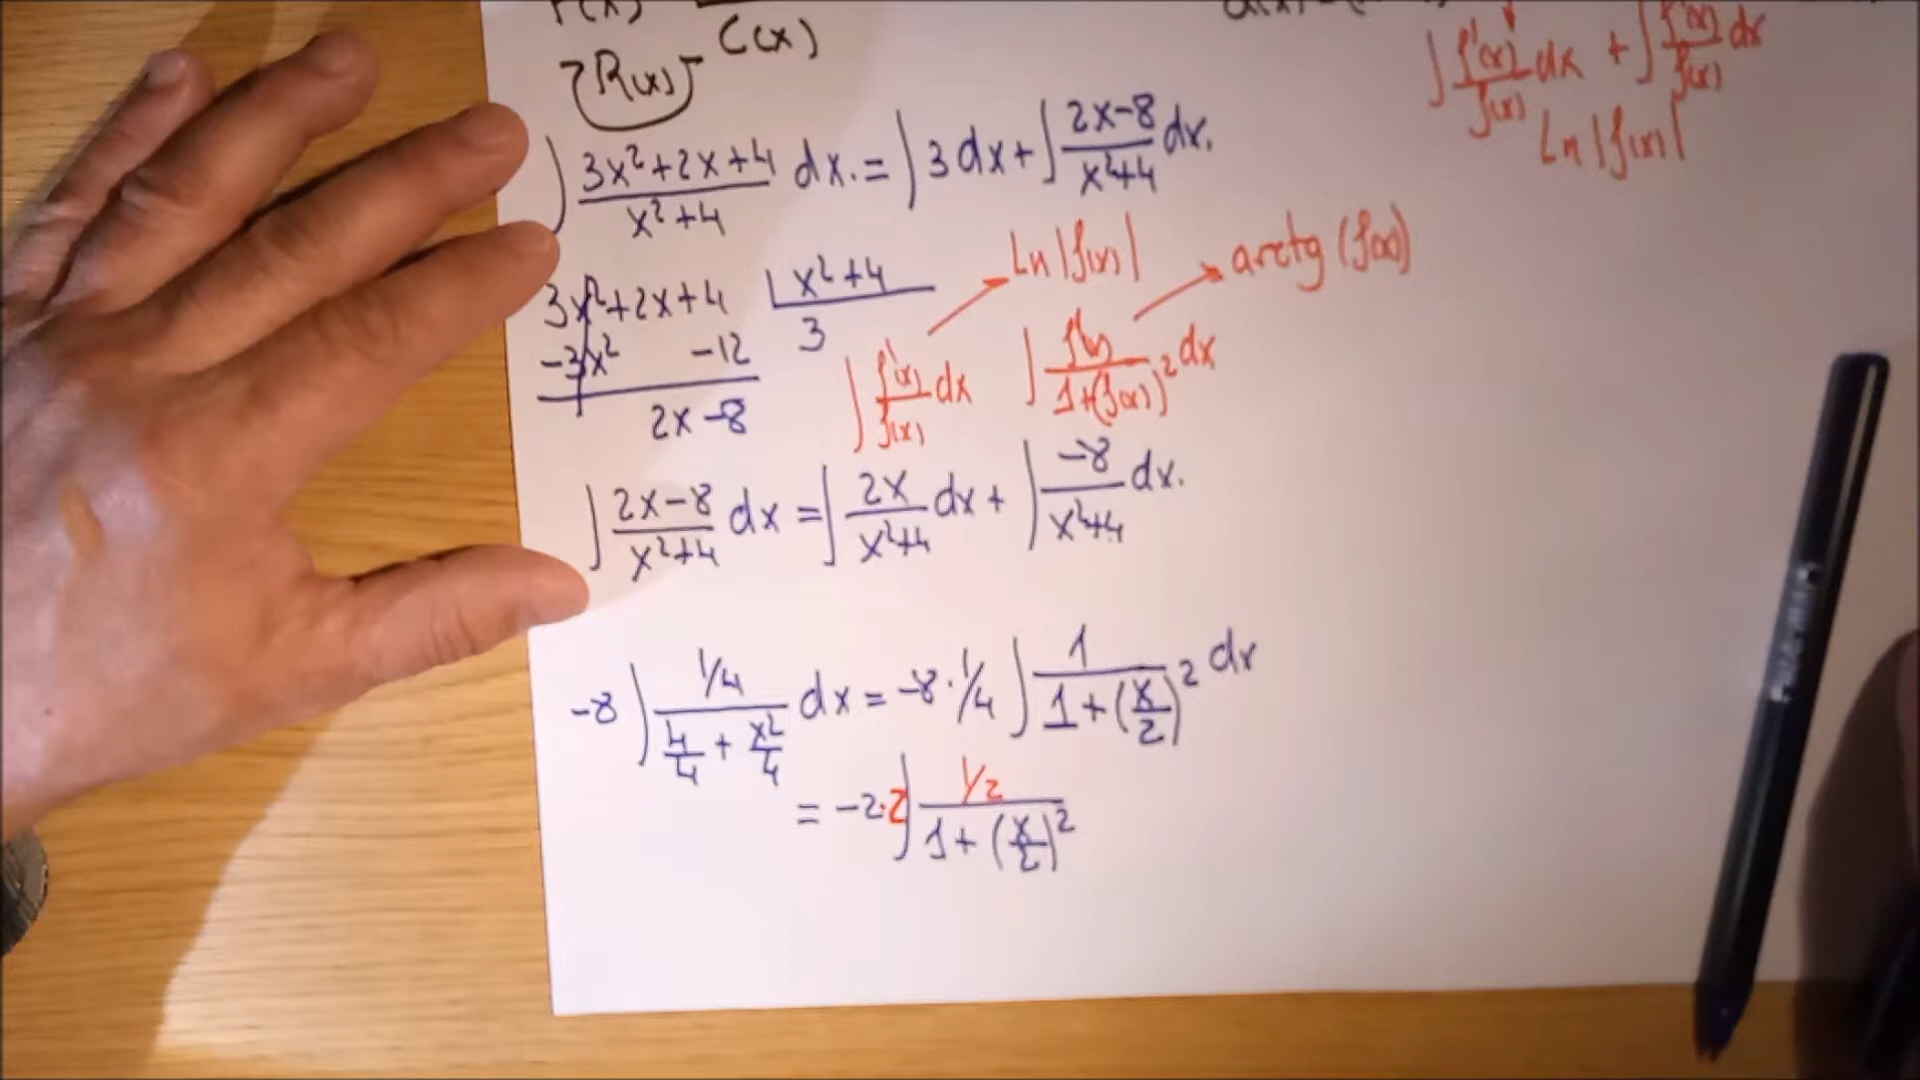 C(x)
R(x)
∫ f'(x)/f(x) dx + ∫ f'(x)/f(x) dx
Ln |f(x)|
∫ (3x²+2x+4)/(x²+4) dx. = ∫ 3 dx + ∫ (2x-8)/(x²+4) dx.
Ln |f(x)|
arctg (f(x))
3x²+2x+4 | x²+4
-3x² -12 3
2x-8
∫ f'(x)/f(x) dx
∫ f'(x)/(1+(f(x))²) dx
∫ (2x-8)/(x²+4) dx = ∫ 2x/(x²+4) dx + ∫ -8/(x²+4) dx.
-8 ∫ (1/4)/(4/4 + x²/4) dx = -8·1/4 ∫ 1/(1+(x/2)²) dx
= -2·2 ∫ (1/2)/(1+(x/2)²)